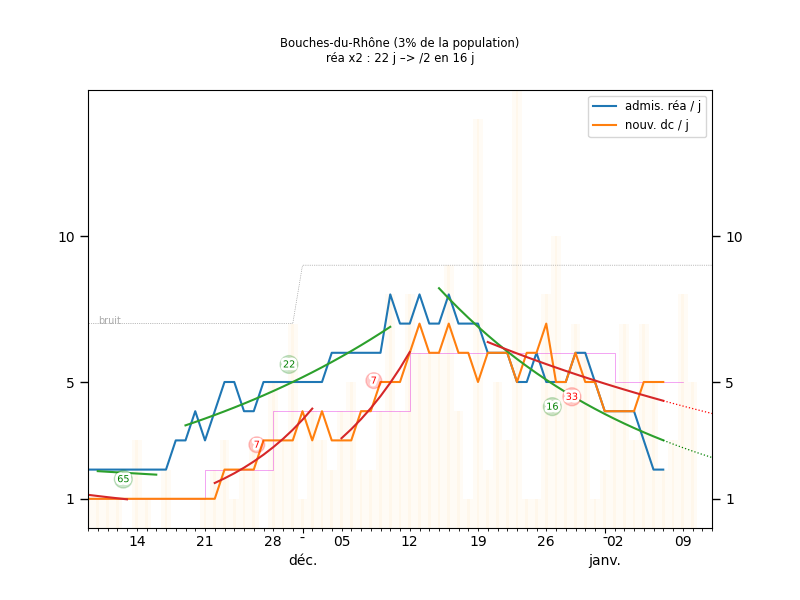 Bouches-du-Rhône (3% de la population)
réa x2 : 22 j –> /2 en 16 j
admis. réa / j
nouv. dc / j
10 10
bruit
22
7
5 5
16
33
7
65
1 1
14 21 28 05 12 19 26 02 09
déc. janv.